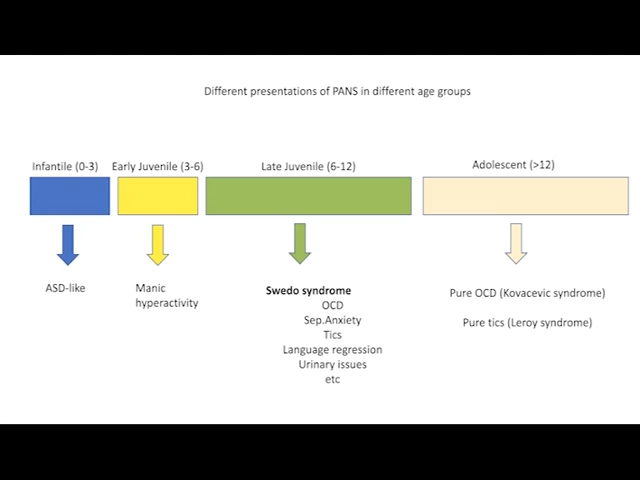 Different presentations of PANS in different age groups
Infantile (0-3)
Early Juvenile (3-6)
Late Juvenile (6-12)
Adolescent (>12)
ASD-like
Manic
hyperactivity
Swedo syndrome
OCD
Sep.Anxiety
Tics
Language regression
Urinary issues
etc
Pure OCD (Kovacevic syndrome)
Pure tics (Leroy syndrome)